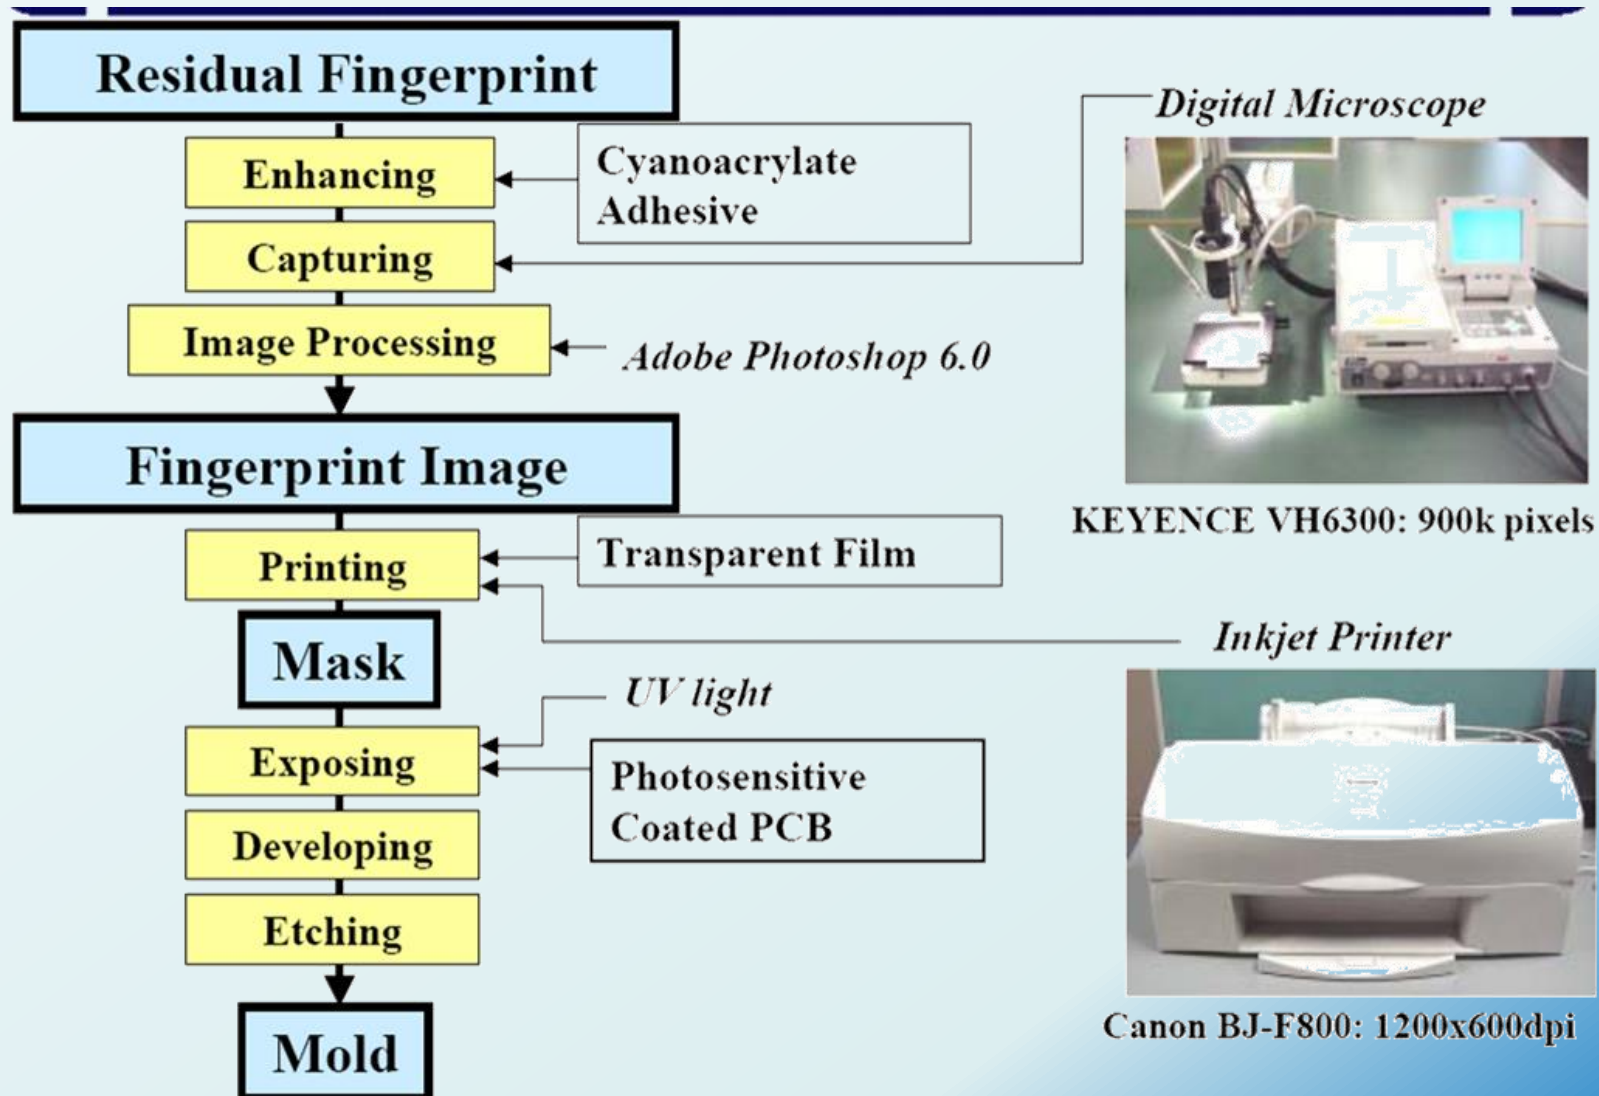 Residual Fingerprint
Digital Microscope
Enhancing
Cyanoacrylate
Adhesive
Capturing
Image Processing
Adobe Photoshop 6.0
Fingerprint Image
KEYENCE VH6300: 900k pixels
Printing
Transparent Film
Inkjet Printer
Mask
UV light
Exposing
Photosensitive
Coated PCB
Developing
Etching
Canon BJ-F800: 1200x600dpi
Mold